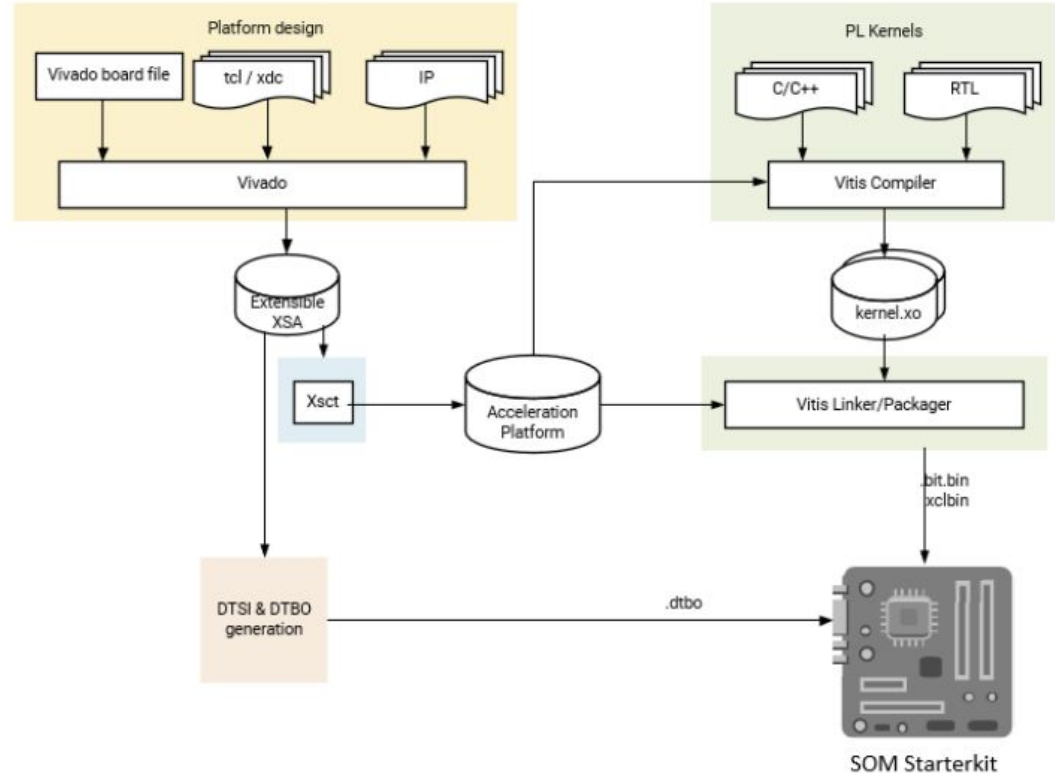 Platform design
Vivado board file
tcl / xdc
IP
Vivado
Extensible
XSA
Xsct
Acceleration
Platform
PL Kernels
C/C++
RTL
Vitis Compiler
kernel.xo
Vitis Linker/Packager
.bit.bin
xclbin
DTSI & DTBO
generation
.dtbo
SOM Starterkit